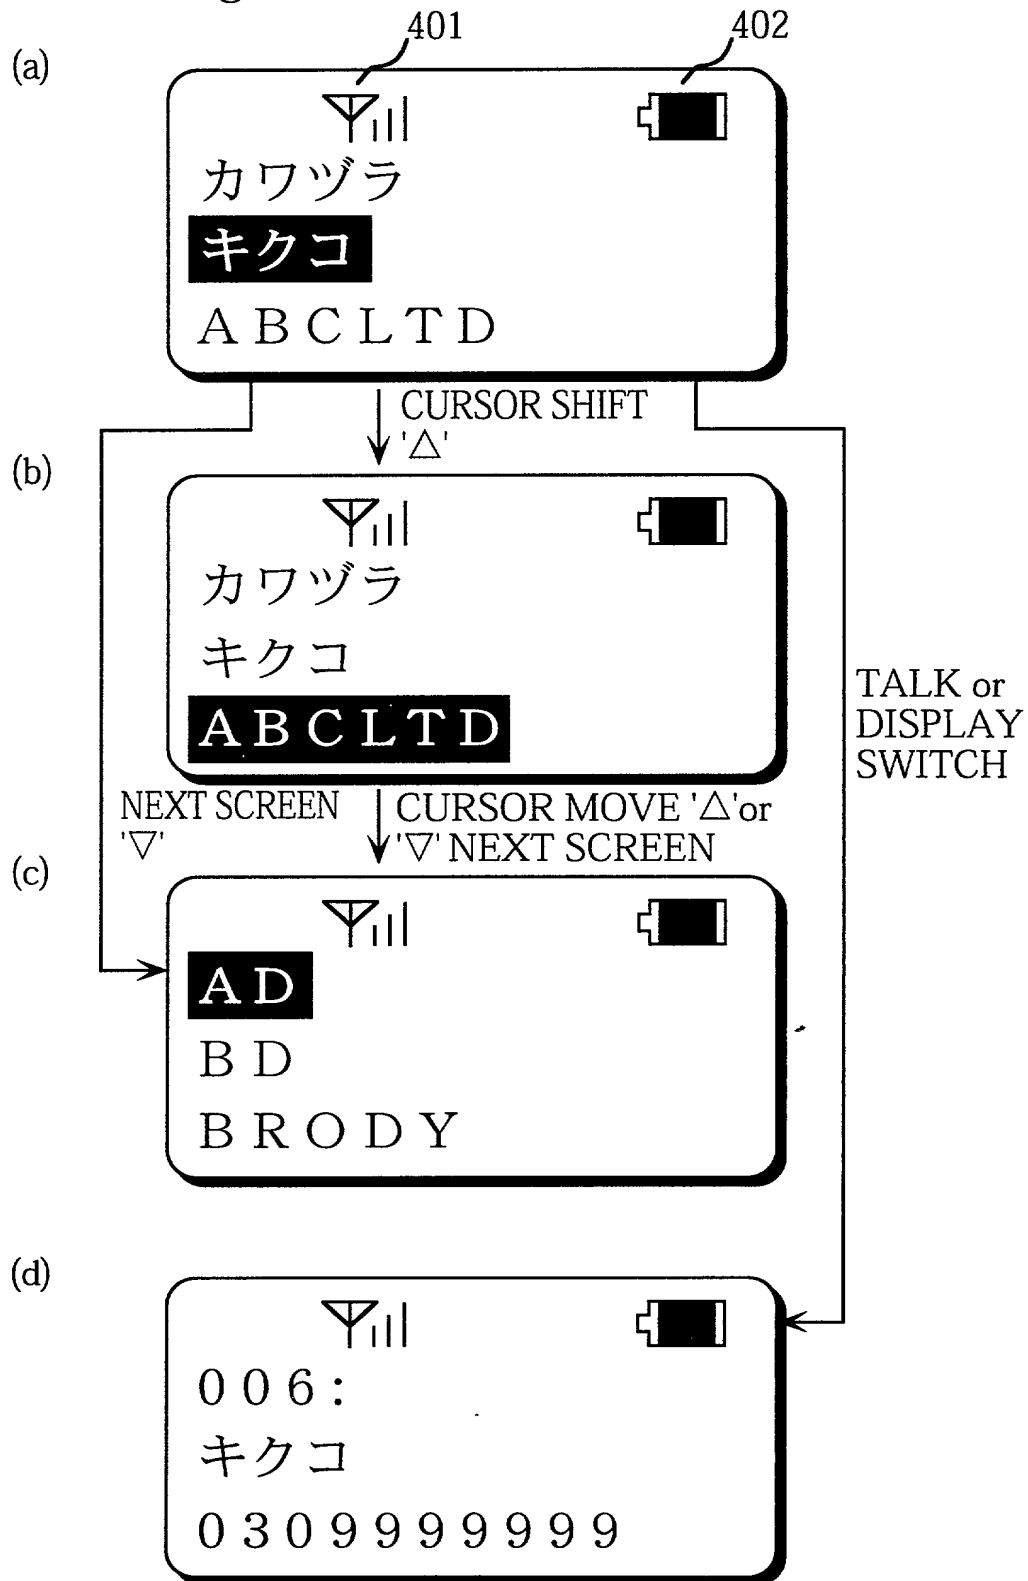 401
402
(a)
カワヅラ
キクコ
ABCLTD
CURSOR SHIFT
'△'
(b)
カワヅラ
キクコ
ABCLTD
TALK or
DISPLAY
SWITCH
NEXT SCREEN
'▽'
CURSOR MOVE '△'or
'▽' NEXT SCREEN
(c)
AD
BD
BRODY
(d)
006:
キクコ
0309999999